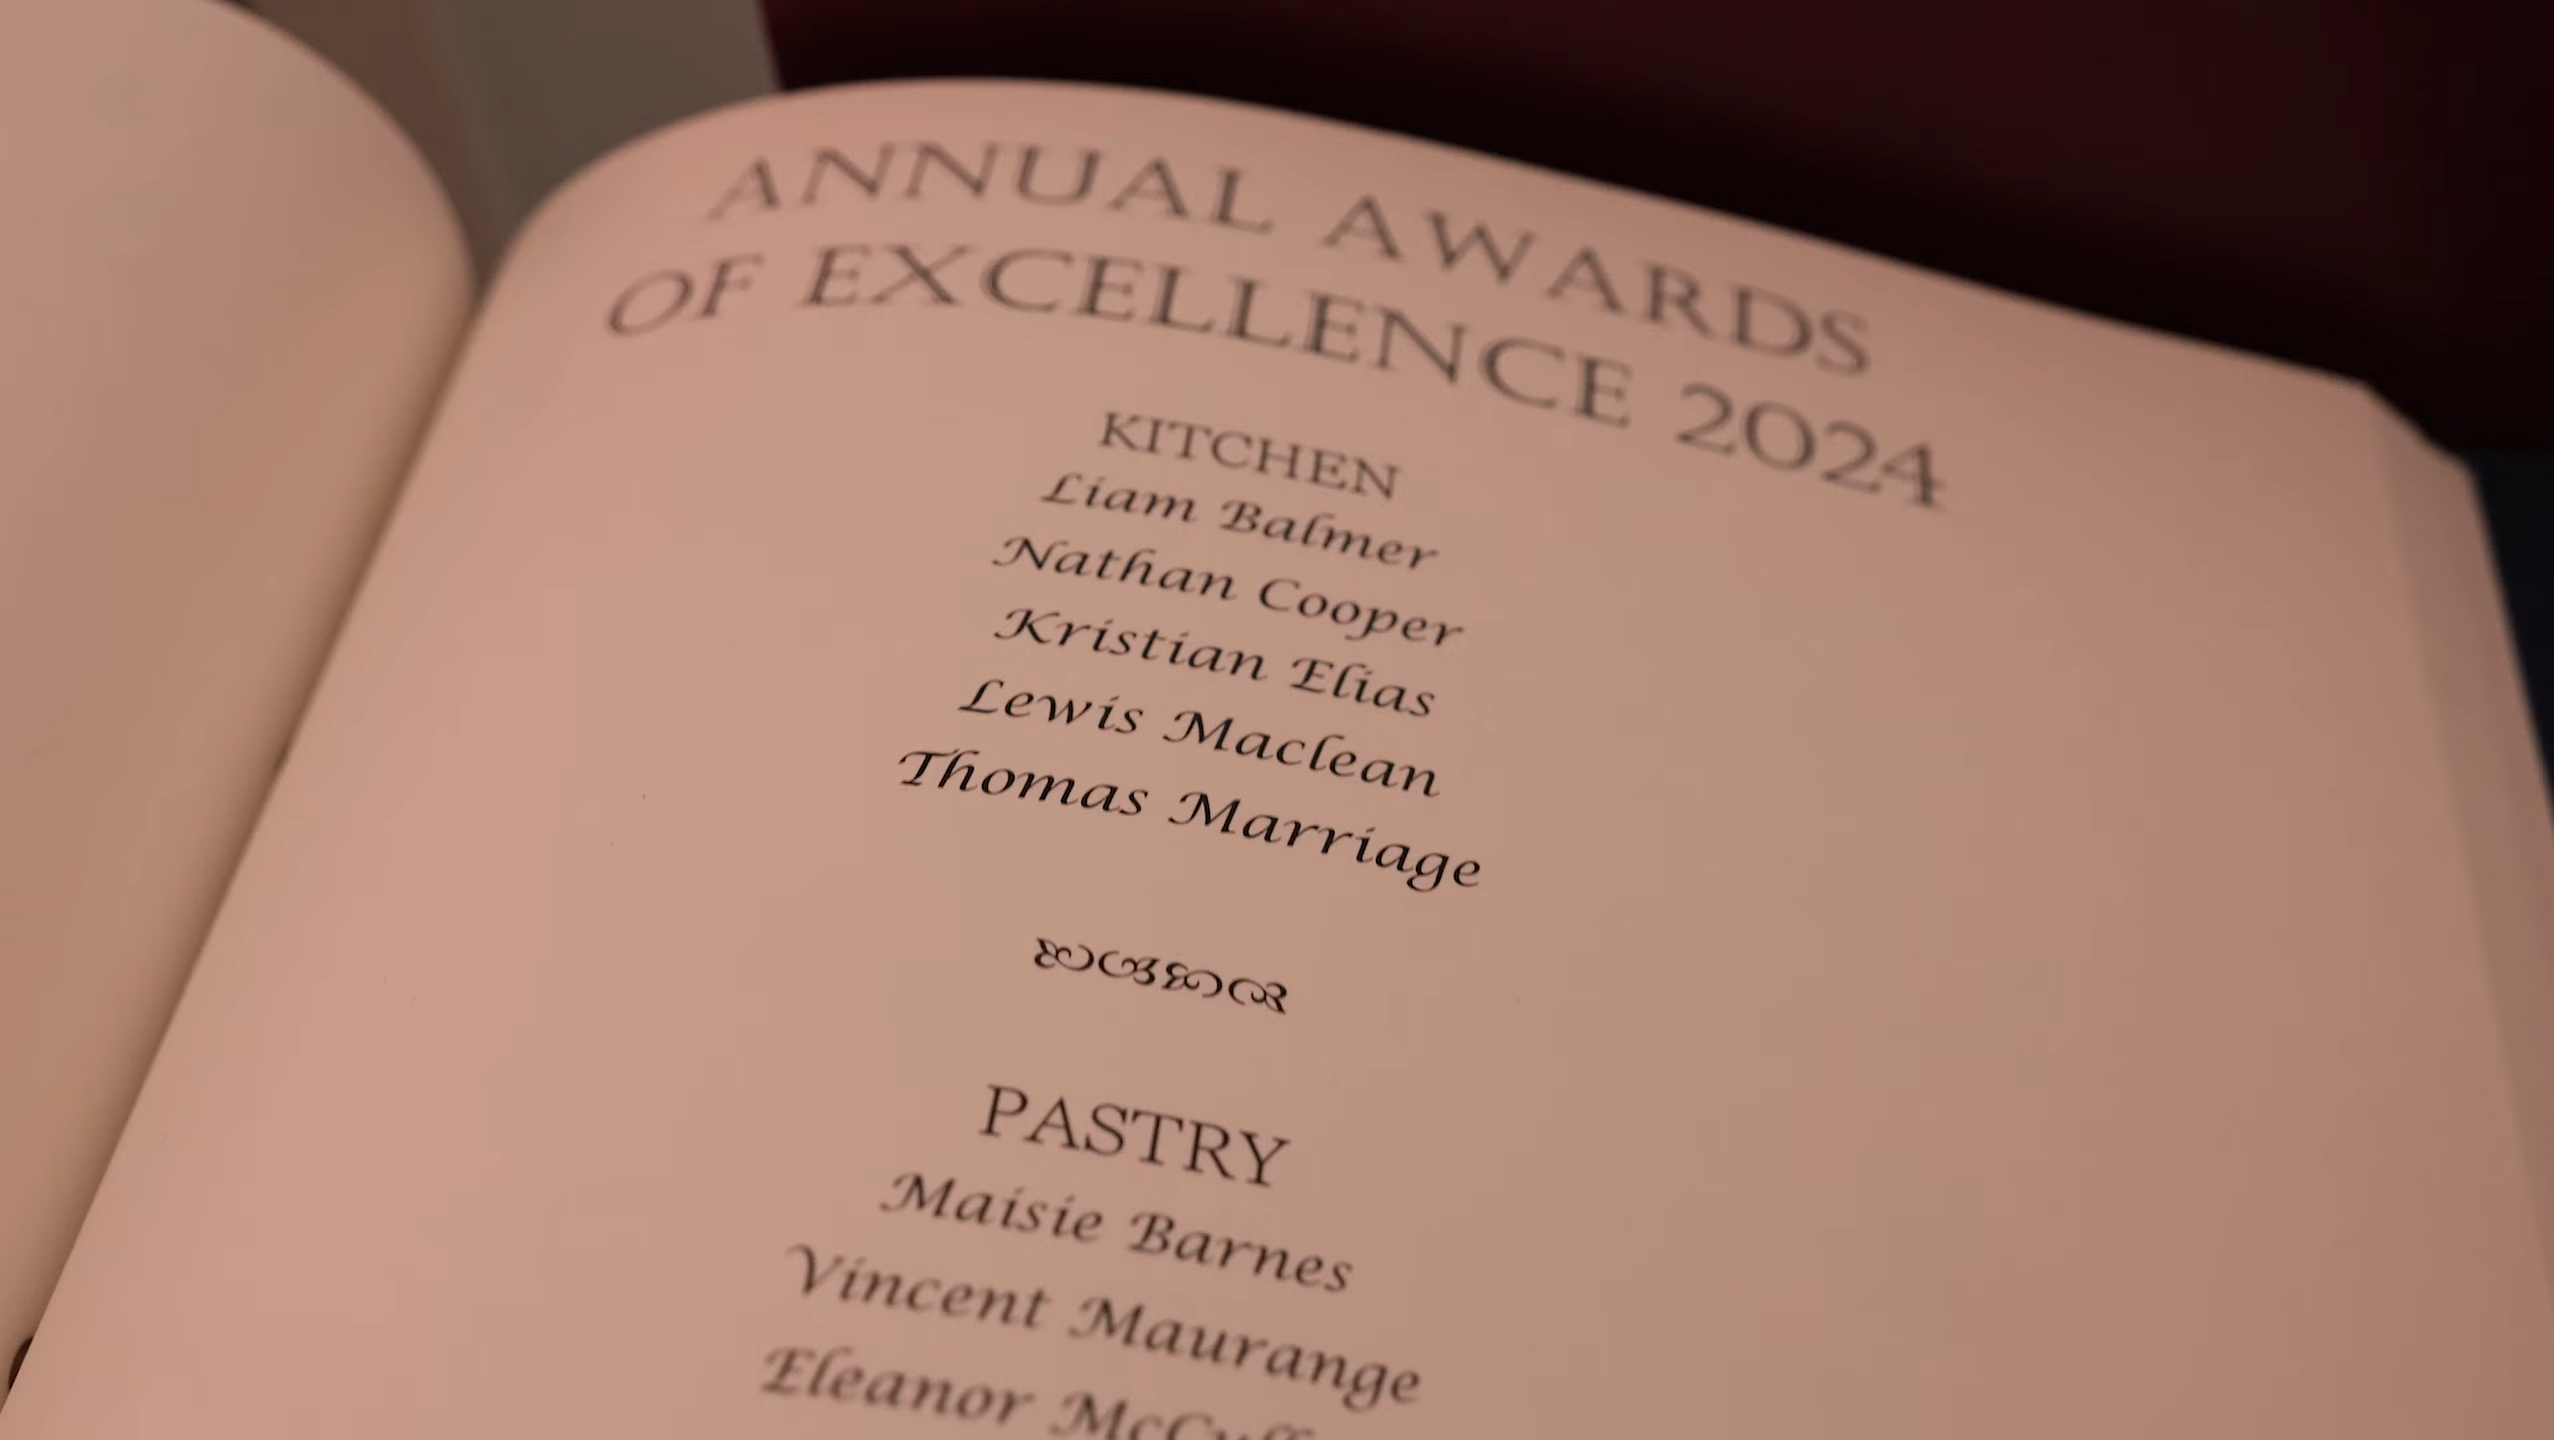 ANNUAL AWARDS
OF EXCELLENCE 2024
KITCHEN
Liam Balmer
Nathan Cooper
Kristian Elias
Lewis Maclean
Thomas Marriage
PASTRY
Maisie Barnes
Vincent Maurange
Eleanor